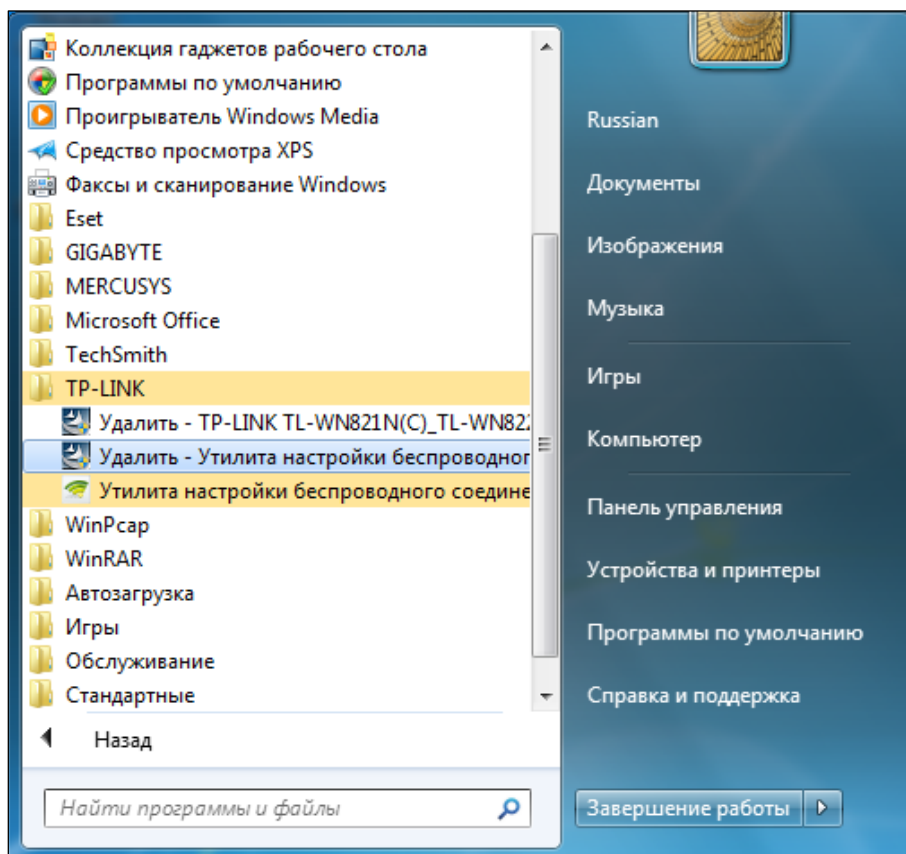 Коллекция гаджетов рабочего стола
Программы по умолчанию
Проигрыватель Windows Media
Средство просмотра XPS
Факсы и сканирование Windows
Eset
GIGABYTE
MERCUSYS
Microsoft Office
TechSmith
TP-LINK
Удалить - TP-LINK TL-WN821N(C)_TL-WN822
Удалить - Утилита настройки беспроводног
Утилита настройки беспроводного соедине
WinPcap
WinRAR
Автозагрузка
Игры
Обслуживание
Стандартные
Назад
Найти программы и файлы
Russian
Документы
Изображения
Музыка
Игры
Компьютер
Панель управления
Устройства и принтеры
Программы по умолчанию
Справка и поддержка
Завершение работы